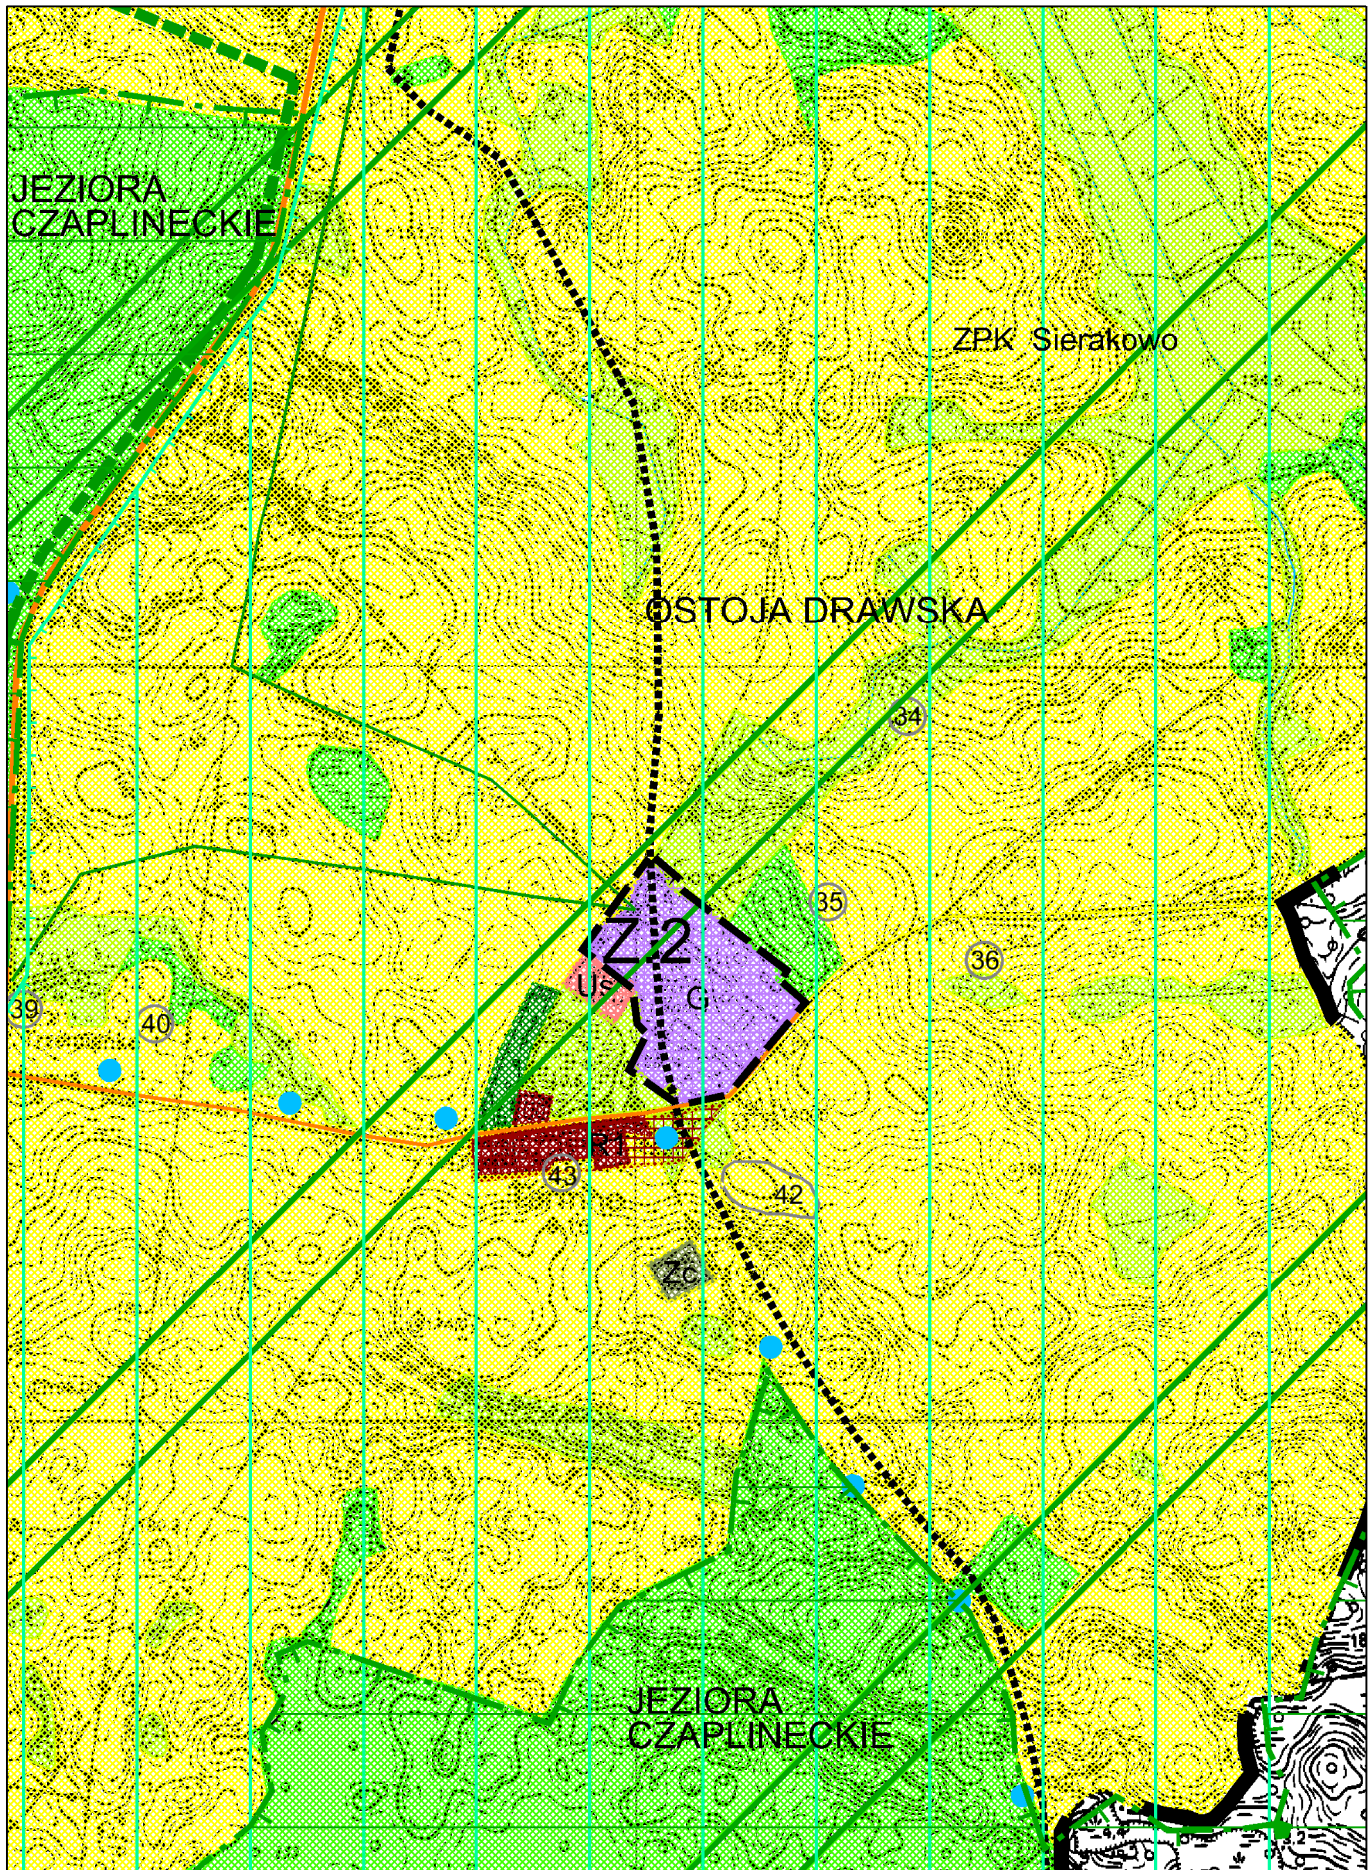 JEZIORA
CZAPLINECKIE
ZPK Sierakowo
OSTOJA DRAWSKA
34
35
Z.2
36
Us
G
39
40
R1
43
42
Zc
JEZIORA
CZAPLINECKIE